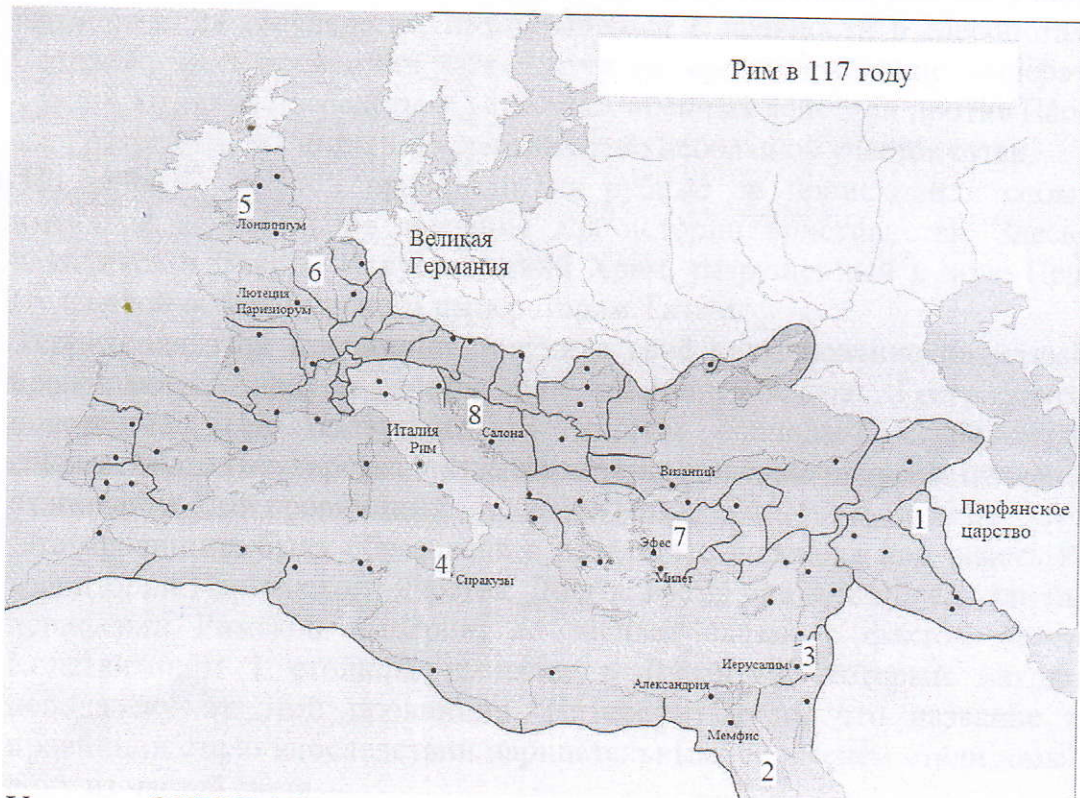 Рим в 117 году
5
Лондиниум
Великая
Германия
6
Лютеция
Паризиорум
8
Италия
Рим
Салона
Византий
1
Парфянское
царство
7
Эфес
Милет
4
Сиракузы
3
Иерусалим
Александрия
Мемфис
2